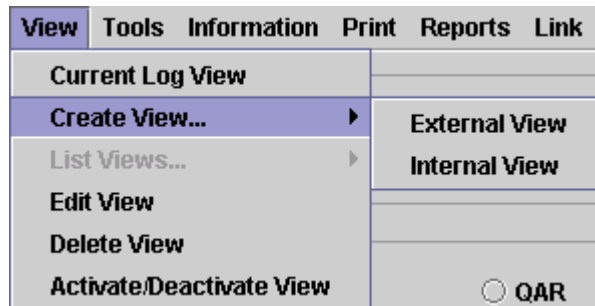 View Tools Information Print Reports Link
Current Log View
Create View...
External View
List Views...
Internal View
Edit View
Delete View
Activate/Deactivate View
QAR